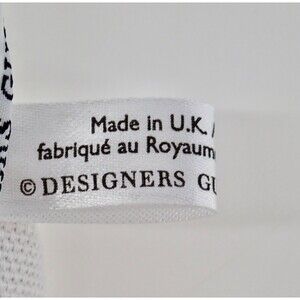 Made in U.K. /
fabriqué au Royaum
© DESIGNERS GU